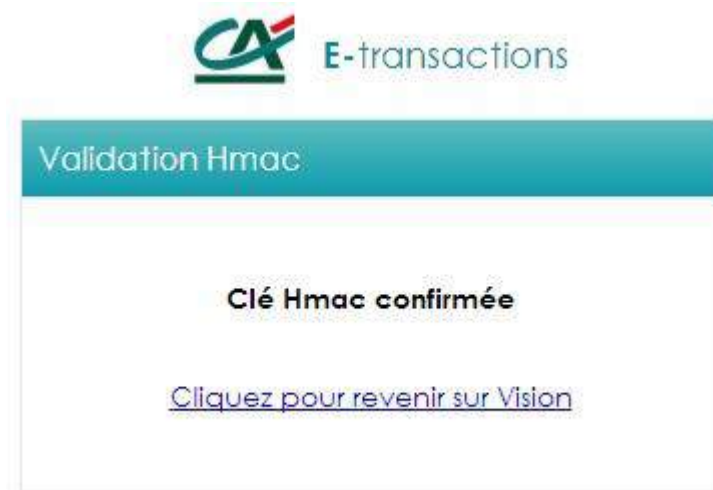 CA E-transactions
Validation Hmac
Clé Hmac confirmée
Cliquez pour revenir sur Vision